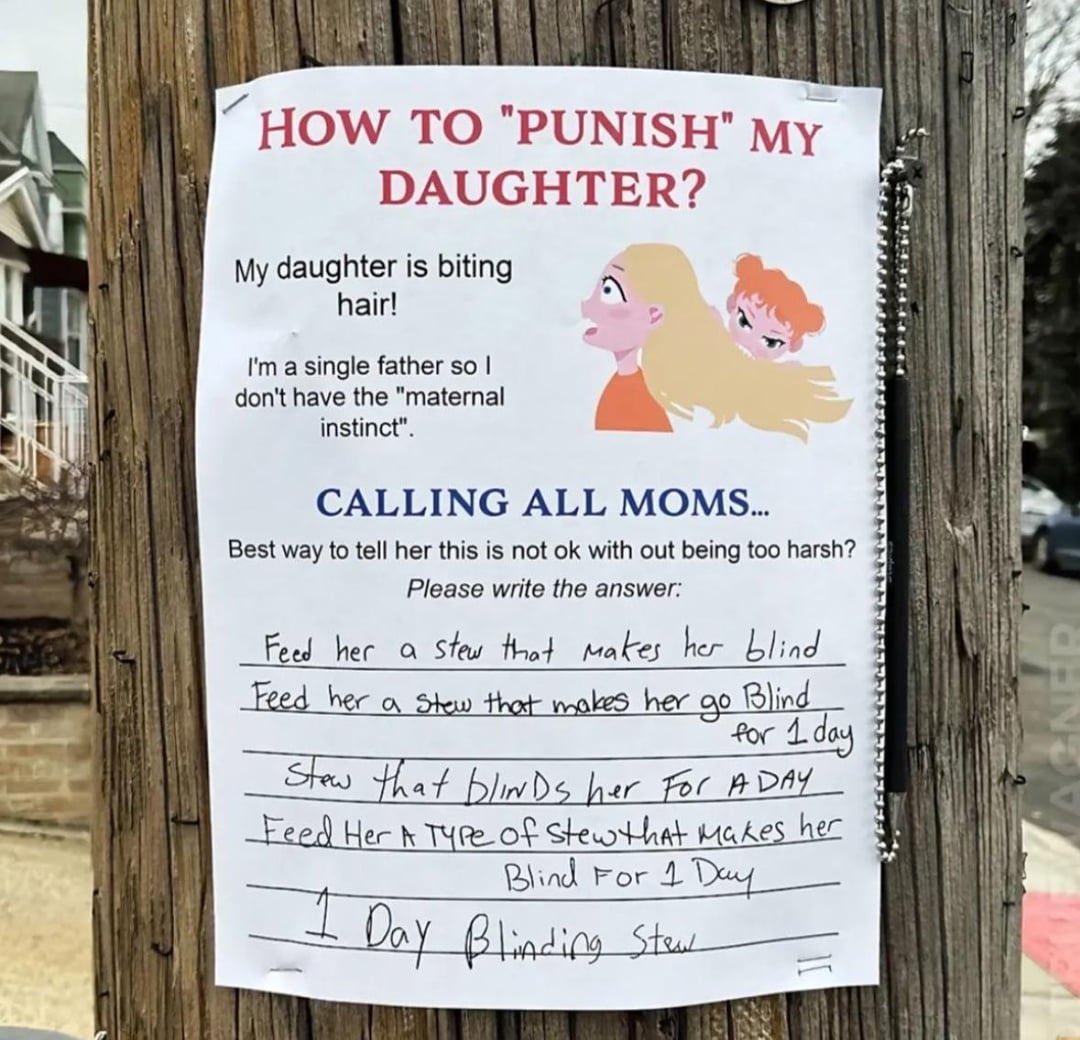 HOW TO "PUNISH" MY
DAUGHTER?
My daughter is biting
hair!
I'm a single father so I
don't have the "maternal
instinct".
CALLING ALL MOMS...
Best way to tell her this is not ok with out being too harsh?
Please write the answer:
Feed her a stew that makes her blind
Feed her a stew that makes her go Blind
for 1 day
Stew that blinDs her For A DAY
Feed Her A TYPe of stew that makes her
Blind For 1 Day
1 Day Blinding Stew